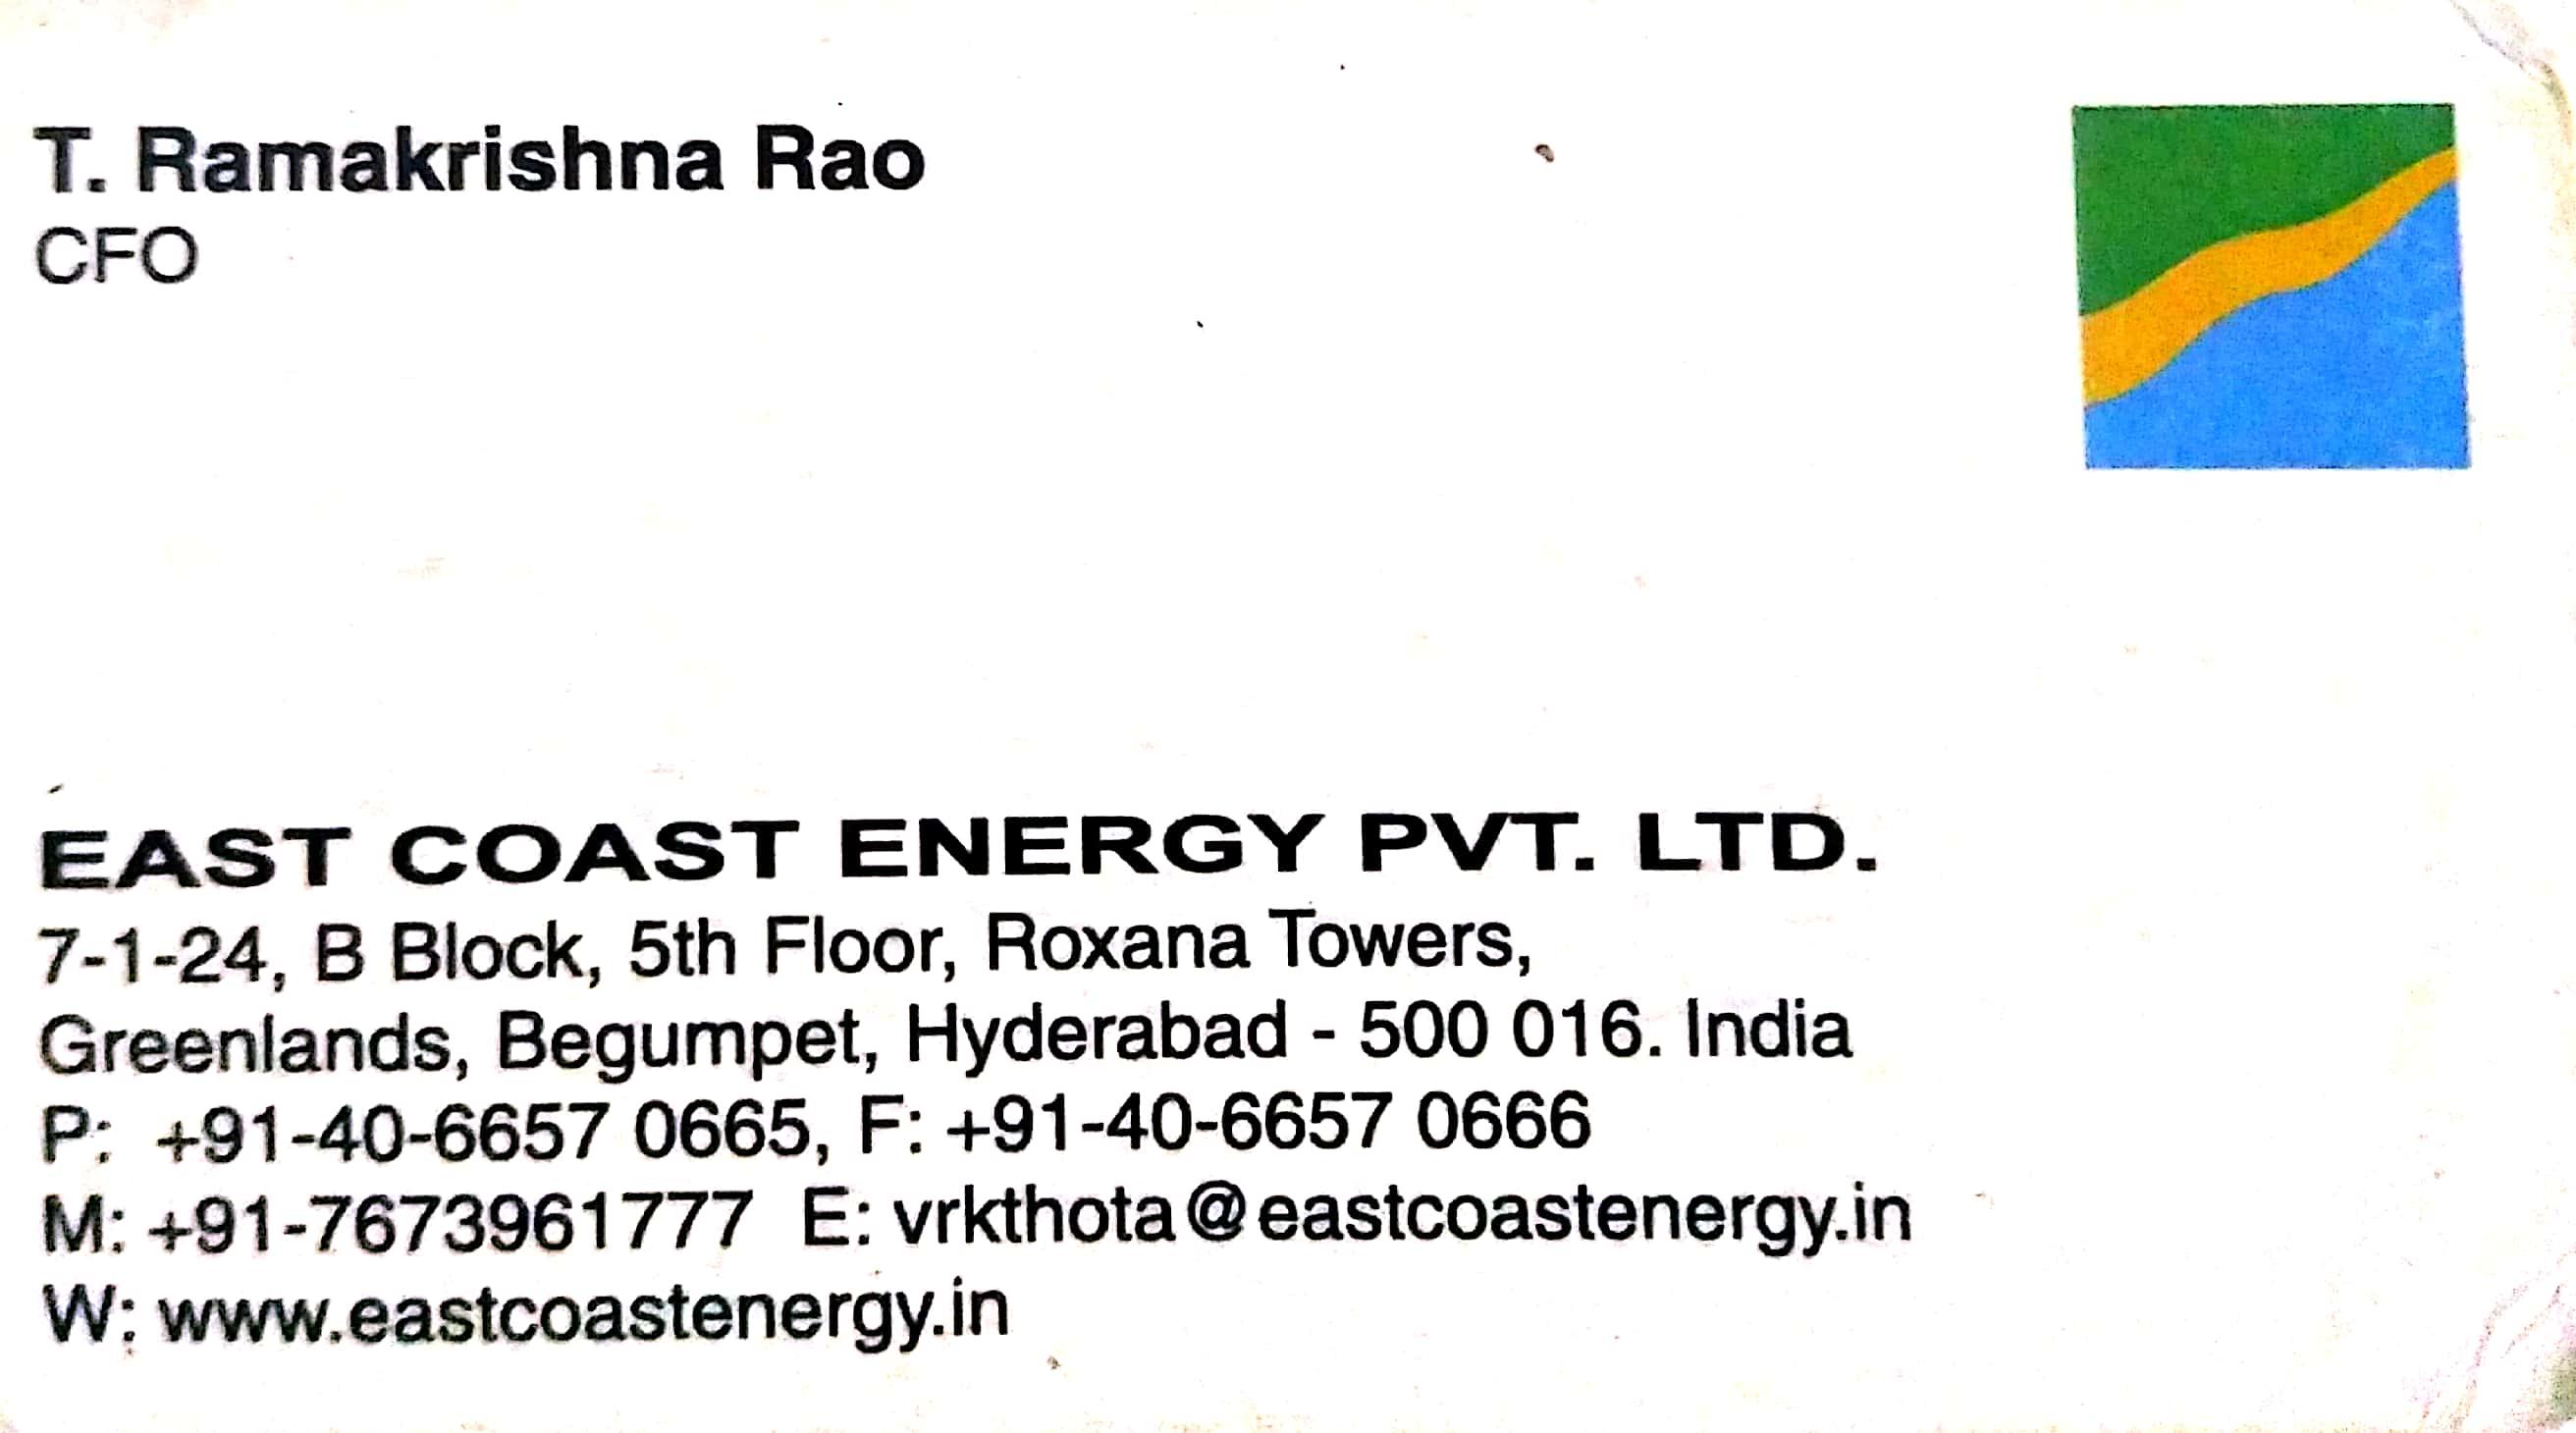 T. Ramakrishna Rao
CFO
EAST COAST ENERGY PVT. LTD.
7-1-24, B Block, 5th Floor, Roxana Towers,
Greenlands, Begumpet, Hyderabad - 500 016. India
P: +91-40-6657 0665, F: +91-40-6657 0666
M: +91-7673961777 E: vrkthota@eastcoastenergy.in
W: www.eastcoastenergy.in